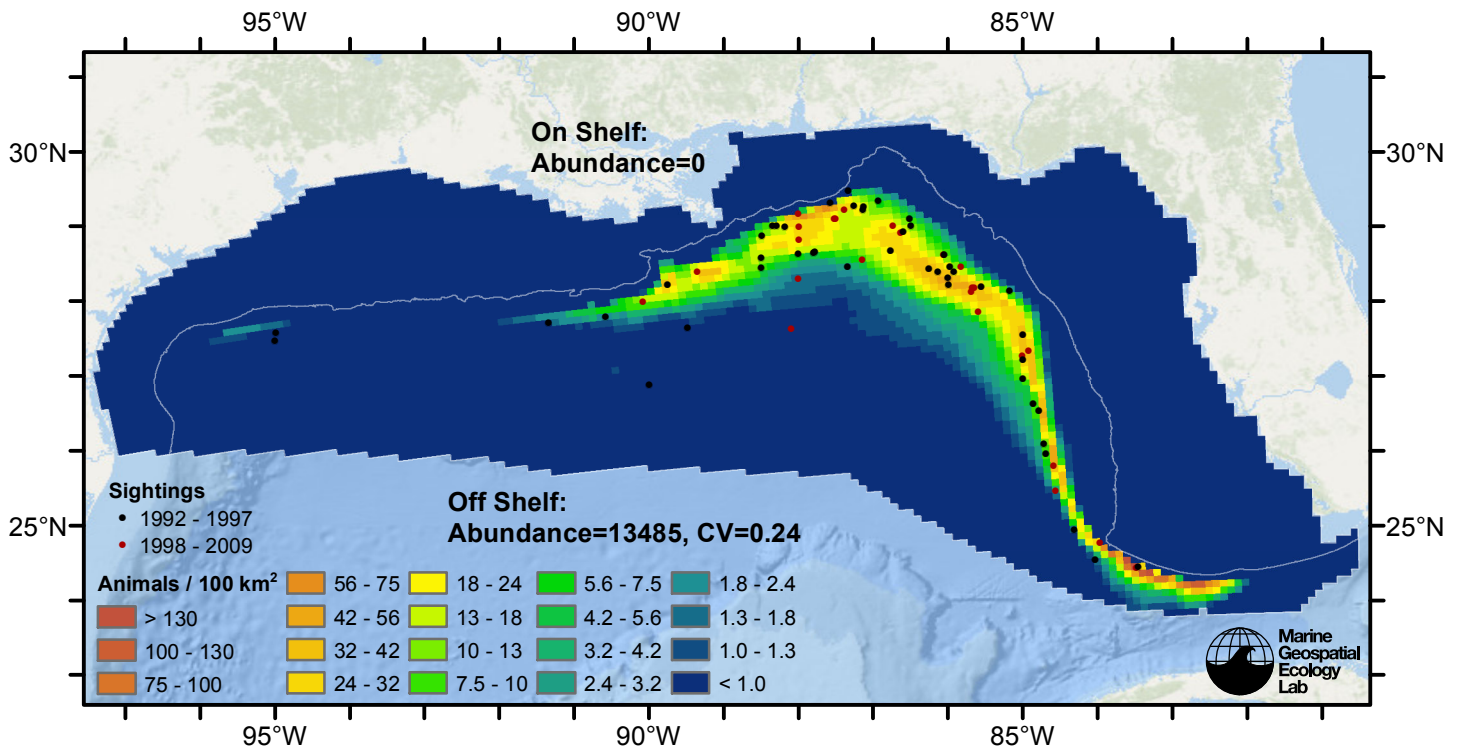 95°W 90°W 85°W
30°N 30°N
On Shelf:
Abundance=0
25°N 25°N
Off Shelf:
Abundance=13485, CV=0.24
Sightings
1992 - 1997
1998 - 2009
Animals / 100 km²
> 130
100 - 130
75 - 100
56 - 75
42 - 56
32 - 42
24 - 32
18 - 24
13 - 18
10 - 13
7.5 - 10
5.6 - 7.5
4.2 - 5.6
3.2 - 4.2
2.4 - 3.2
1.8 - 2.4
1.3 - 1.8
1.0 - 1.3
< 1.0
Marine
Geospatial
Ecology
Lab
95°W 90°W 85°W